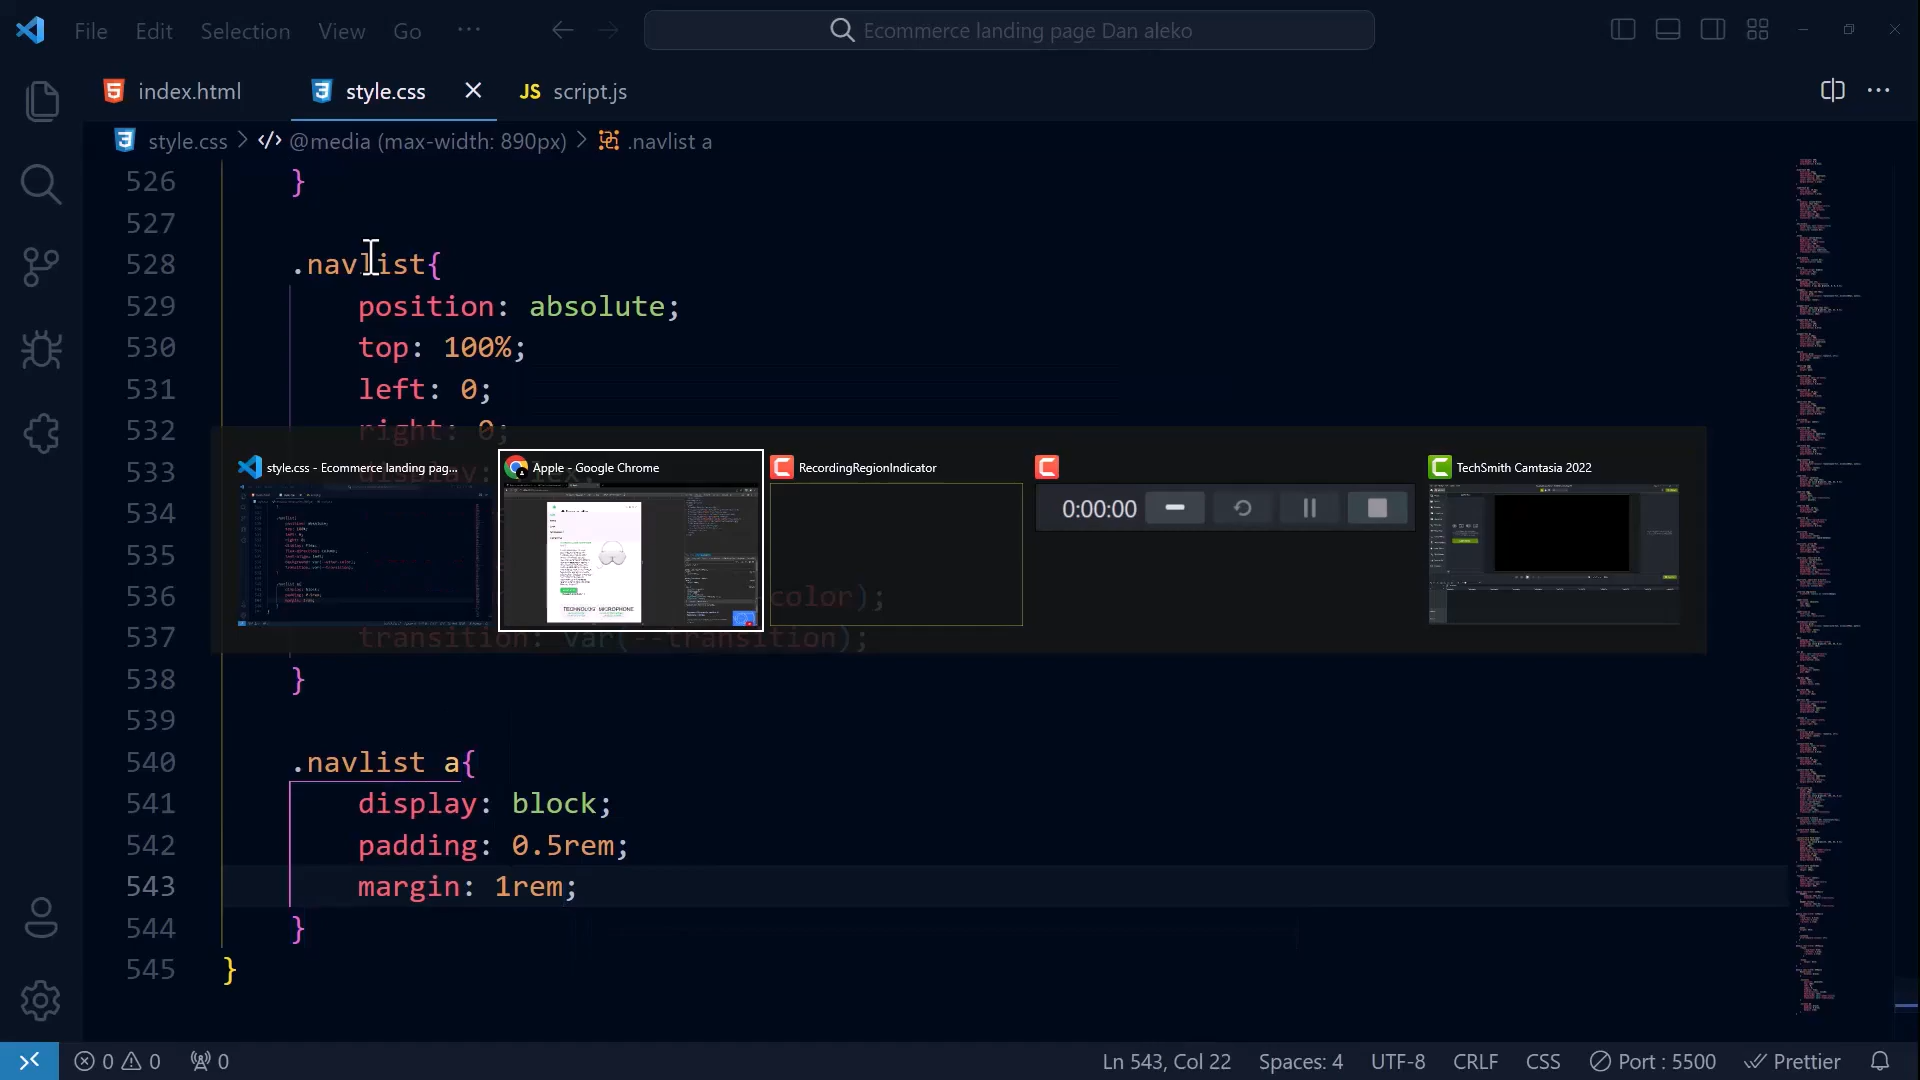 File Edit Selection View Go ··· Ecommerce landing page Dan aleko
index.html style.css JS script.js
style.css > @media (max-width: 890px) > .navlist a
526 }
527
528 .navlist{
529 position: absolute;
530 top: 100%;
531 left: 0;
532 right: 0;
style.css - Ecommerce landing pag... Apple - Google Chrome RecordingRegionIndicator TechSmith Camtasia 2022
533
534 0:00:00
535
536 color);
537 transition: var(--transition);
538 }
539
540 .navlist a{
541 display: block;
542 padding: 0.5rem;
543 margin: 1rem;
544 }
545 }
0 0 0 Ln 543, Col 22 Spaces: 4 UTF-8 CRLF CSS Port : 5500 Prettier